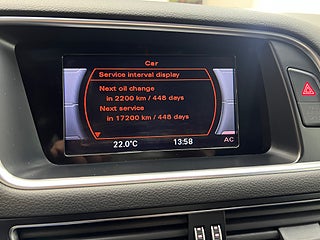 Car
Service interval display
Next oil change
in 2200 km / 448 days
Next service
in 17200 km / 448 days
22.0°C 13:58 AC